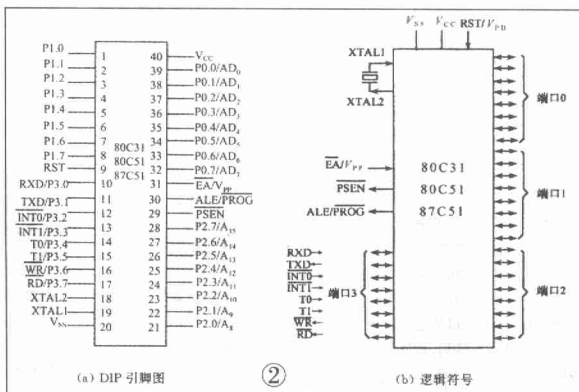 P1.0 1 40 VCC
P1.1 2 39 P0.0/AD0
P1.2 3 38 P0.1/AD1
P1.3 4 37 P0.2/AD2
P1.4 5 36 P0.3/AD3
P1.5 6 35 P0.4/AD4
P1.6 7 34 P0.5/AD5
P1.7 8 33 P0.6/AD6
RST 9 32 P0.7/AD7
RXD/P3.0 10 31 EA/VPP
TXD/P3.1 11 30 ALE/PROG
INT0/P3.2 12 29 PSEN
INT1/P3.3 13 28 P2.7/A15
T0/P3.4 14 27 P2.6/A14
T1/P3.5 15 26 P2.5/A13
WR/P3.6 16 25 P2.4/A12
RD/P3.7 17 24 P2.3/A11
XTAL2 18 23 P2.2/A10
XTAL1 19 22 P2.1/A9
VSS 20 21 P2.0/A8
80C31
80C51
87C51
(a) DIP 引脚图
②
VSS VCC RST/VPD
XTAL1
XTAL2
端口0
EA/VPP
PSEN
ALE/PROG
80C31
80C51
87C51
端口1
RXD
TXD
INT0
INT1
T0
T1
WR
RD
端口3
端口2
(b) 逻辑符号